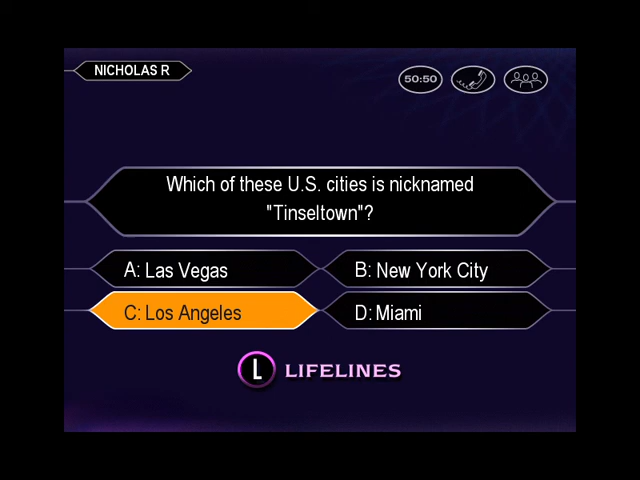 NICHOLAS R
50:50
Which of these U.S. cities is nicknamed
"Tinseltown"?
A: Las Vegas
B: New York City
C: Los Angeles
D: Miami
L LIFELINES